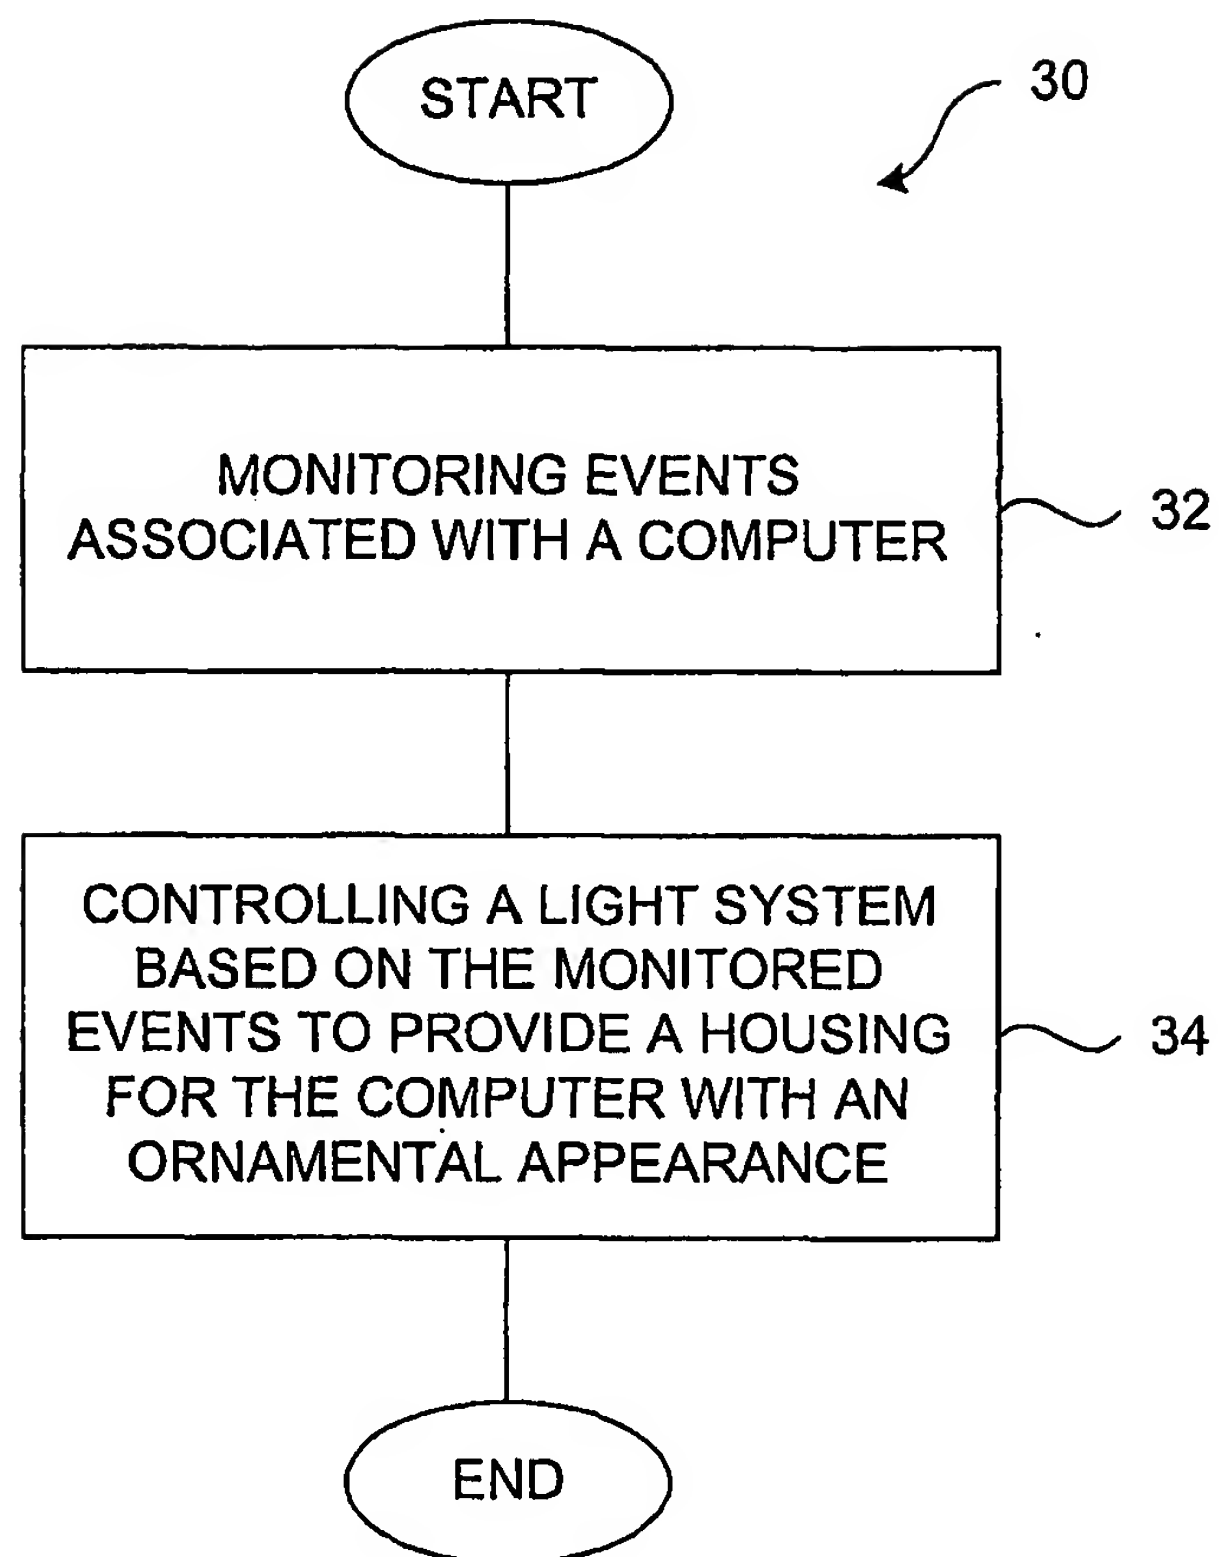 START
30
MONITORING EVENTS
ASSOCIATED WITH A COMPUTER
32
CONTROLLING A LIGHT SYSTEM
BASED ON THE MONITORED
EVENTS TO PROVIDE A HOUSING
FOR THE COMPUTER WITH AN
ORNAMENTAL APPEARANCE
34
END